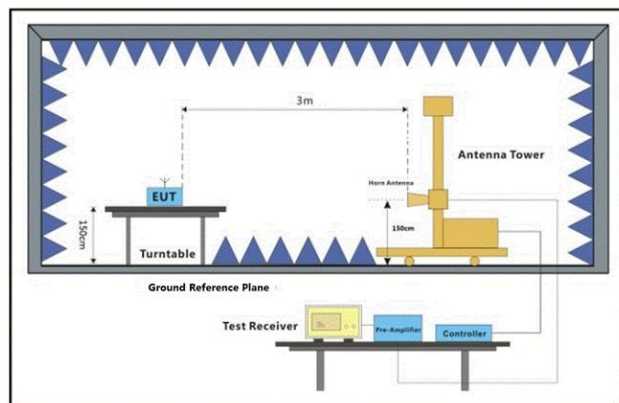 3m
Antenna Tower
Horn Antenna
EUT
150cm
150cm
Turntable
Ground Reference Plane
Test Receiver
Pre-Amplifier
Controller